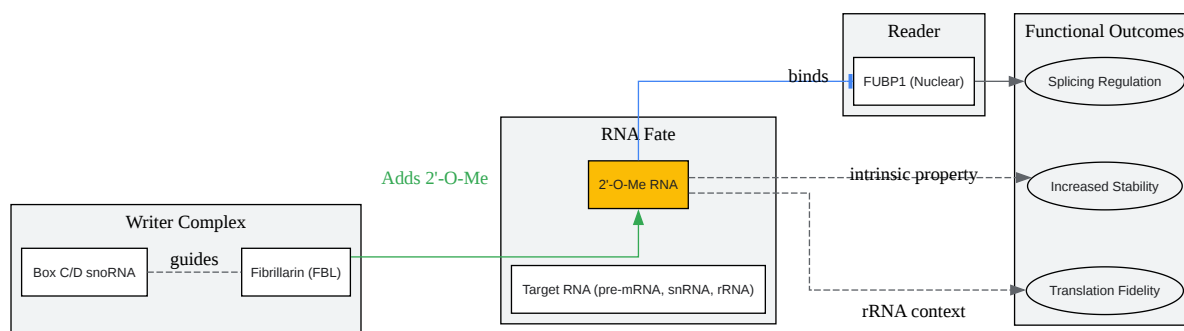 Reader
Functional Outcomes
binds
FUBP1 (Nuclear)
Splicing Regulation
RNA Fate
Adds 2'-O-Me
2'-O-Me RNA
intrinsic property
Increased Stability
Writer Complex
Box C/D snoRNA
guides
Fibrillarin (FBL)
Target RNA (pre-mRNA, snRNA, rRNA)
Translation Fidelity
rRNA context